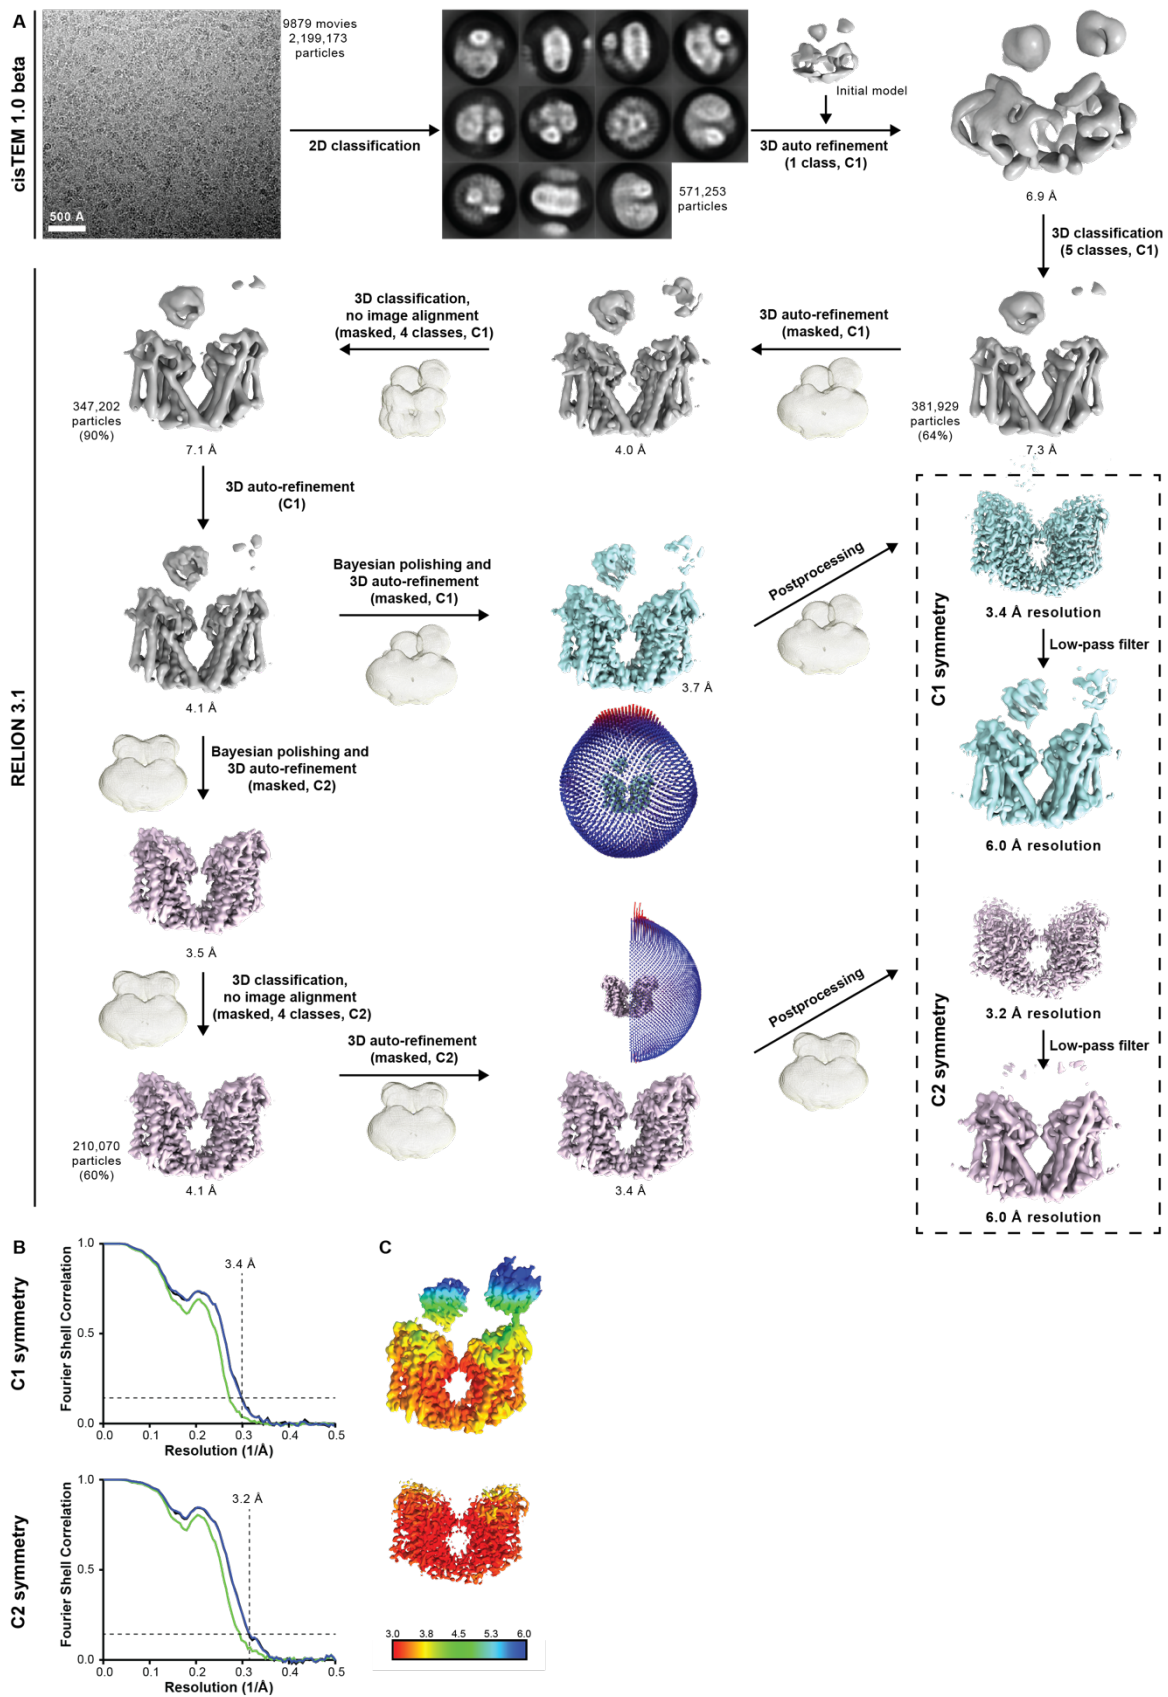 A
cisTEM 1.0 beta
9879 movies
2,199,173
particles
500 Å
2D classification
571,253
particles
Initial model
3D auto refinement
(1 class, C1)
6.9 Å
3D classification
(5 classes, C1)
RELION 3.1
381,929
particles
(64%)
7.3 Å
3D auto-refinement
(masked, C1)
4.0 Å
3D classification,
no image alignment
(masked, 4 classes, C1)
347,202
particles
(90%)
7.1 Å
3D auto-refinement
(C1)
4.1 Å
Bayesian polishing and
3D auto-refinement
(masked, C1)
3.7 Å
Postprocessing
C1 symmetry
3.4 Å resolution
Low-pass filter
6.0 Å resolution
Bayesian polishing and
3D auto-refinement
(masked, C2)
3.5 Å
3D classification,
no image alignment
(masked, 4 classes, C2)
210,070
particles
(60%)
4.1 Å
3D auto-refinement
(masked, C2)
3.4 Å
Postprocessing
C2 symmetry
3.2 Å resolution
Low-pass filter
6.0 Å resolution
B
C1 symmetry
Fourier Shell Correlation
1.0
0.5
0.0
3.4 Å
0.0 0.1 0.2 0.3 0.4 0.5
Resolution (1/Å)
C2 symmetry
Fourier Shell Correlation
1.0
0.5
0.0
3.2 Å
0.0 0.1 0.2 0.3 0.4 0.5
Resolution (1/Å)
C
3.0 3.8 4.5 5.3 6.0